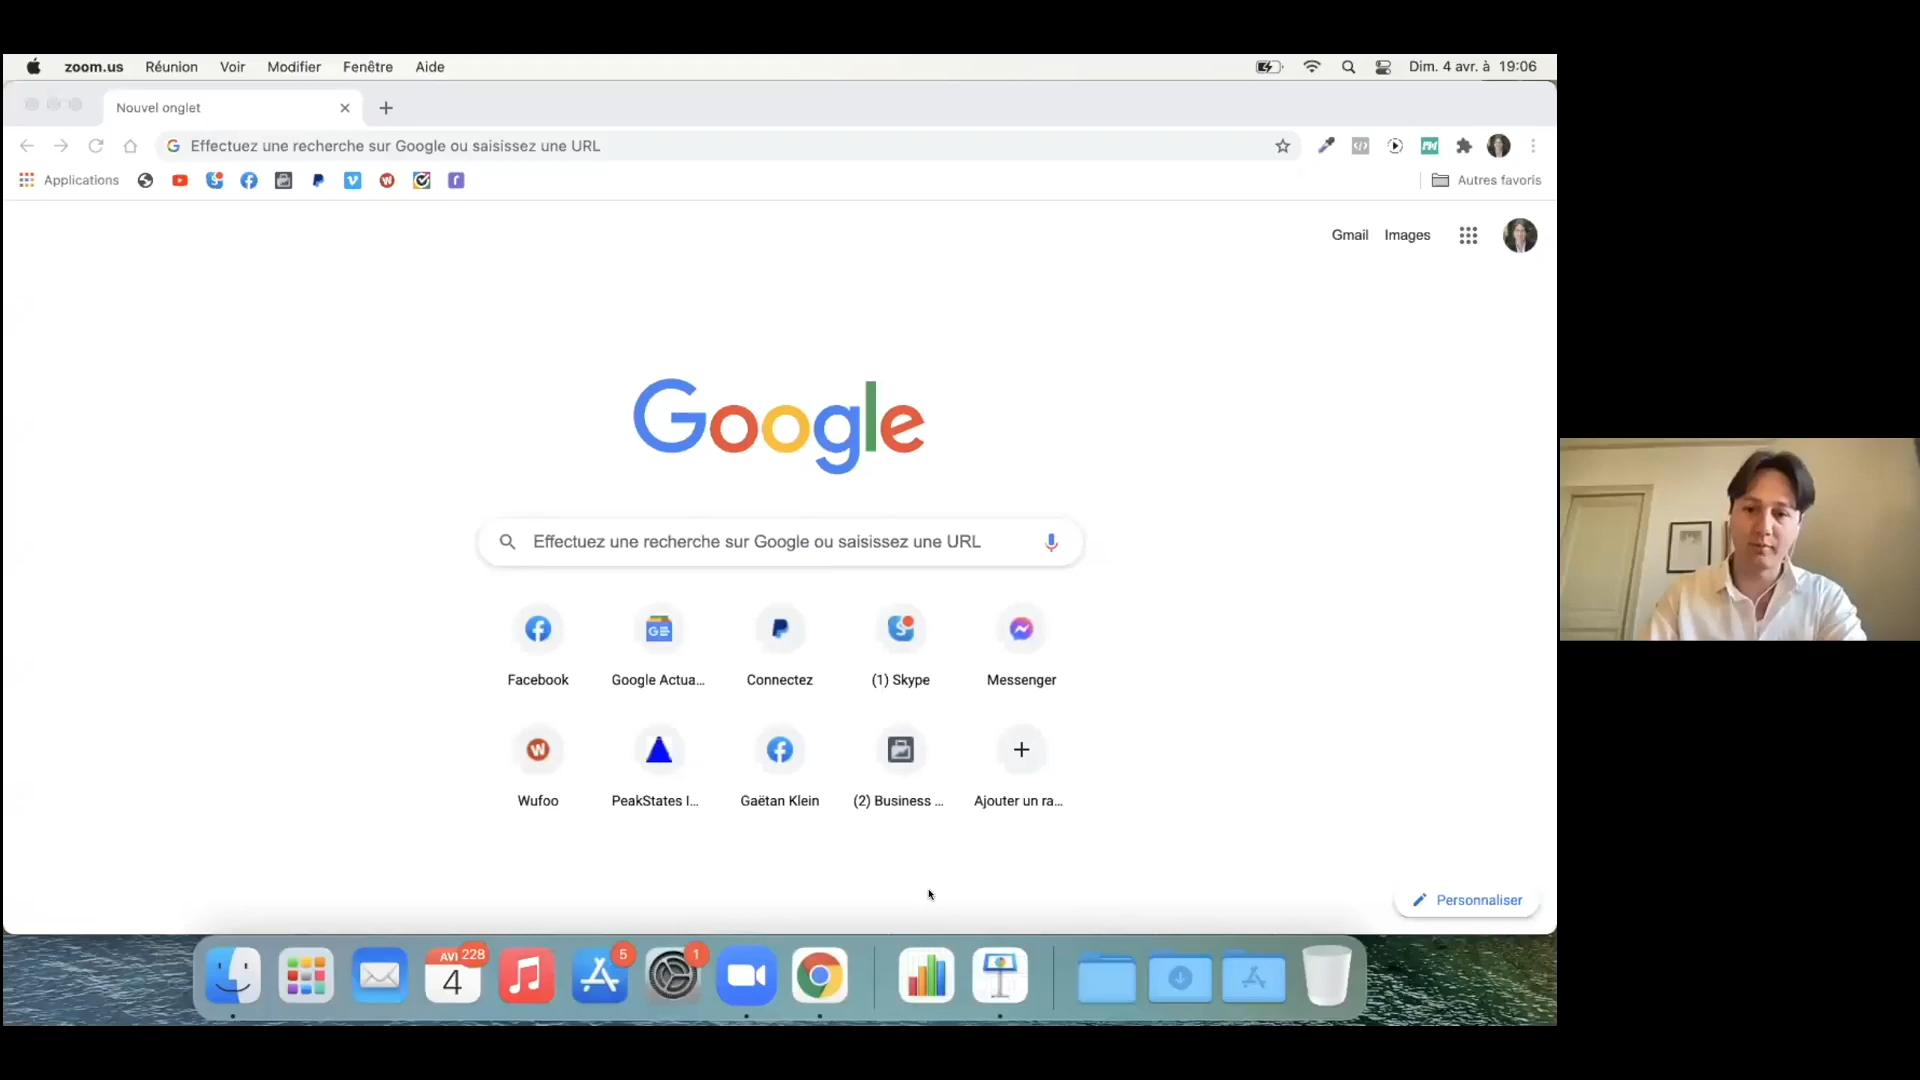 zoom.us Réunion Voir Modifier Fenêtre Aide
Dim. 4 avr. à 19:06
Nouvel onglet
Effectuez une recherche sur Google ou saisissez une URL
Applications
Autres favoris
Gmail Images
Google
Effectuez une recherche sur Google ou saisissez une URL
Facebook Google Actua... Connectez (1) Skype Messenger
Wufoo PeakStates I... Gaëtan Klein (2) Business ... Ajouter un ra...
Personnaliser
AVI 228 5 1
4